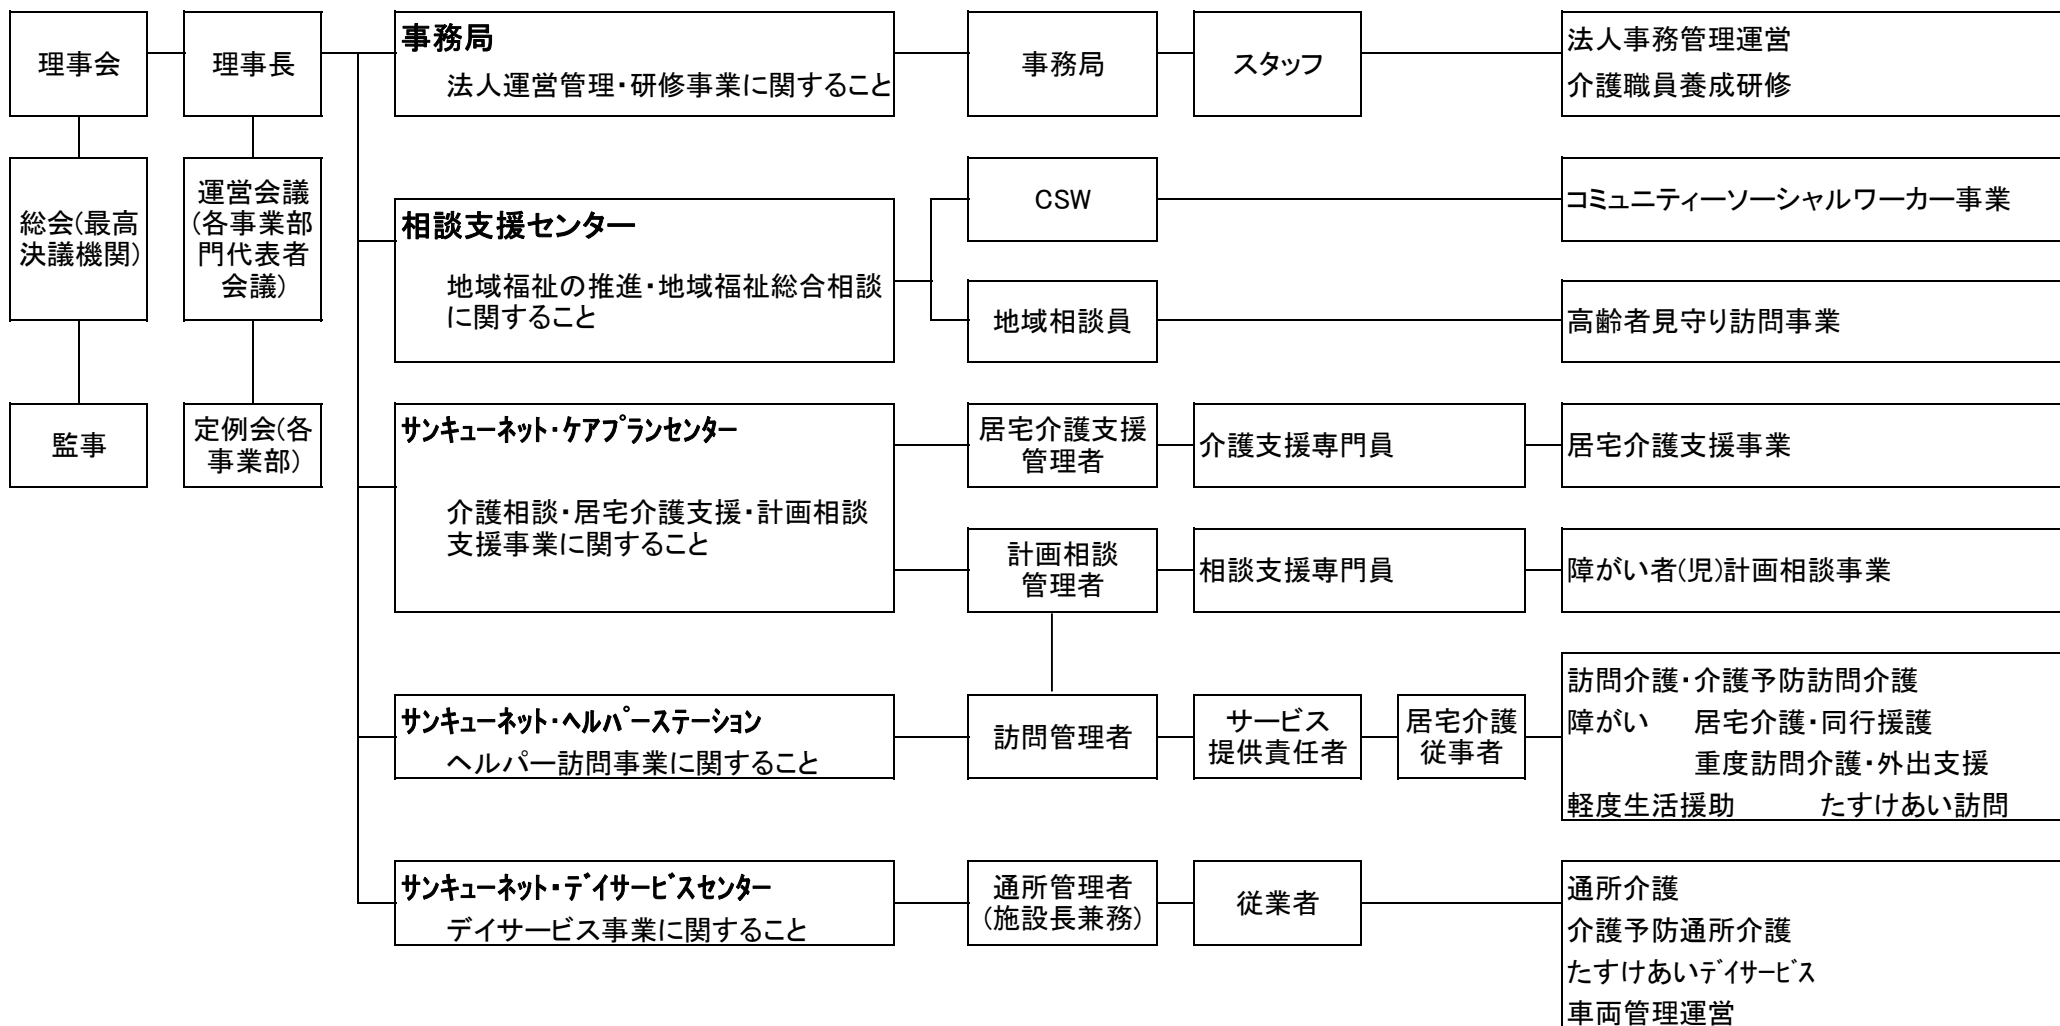 理事会
理事長
事務局
法人運営管理・研修事業に関すること
事務局
スタッフ
法人事務管理運営
介護職員養成研修
総会(最高
決議機関)
運営会議
(各事業部
門代表者
会議)
相談支援センター
地域福祉の推進・地域福祉総合相談
に関すること
CSW
コミュニティーソーシャルワーカー事業
地域相談員
高齢者見守り訪問事業
監事
定例会(各
事業部)
サンキューネット・ケアプランセンター
介護相談・居宅介護支援・計画相談
支援事業に関すること
居宅介護支援
管理者
介護支援専門員
居宅介護支援事業
計画相談
管理者
相談支援専門員
障がい者(児)計画相談事業
サンキューネット・ヘルパーステーション
ヘルパー訪問事業に関すること
訪問管理者
サービス
提供責任者
居宅介護
従事者
訪問介護・介護予防訪問介護
障がい 居宅介護・同行援護
重度訪問介護・外出支援
軽度生活援助 たすけあい訪問
サンキューネット・デイサービスセンター
デイサービス事業に関すること
通所管理者
(施設長兼務)
従業者
通所介護
介護予防通所介護
たすけあいデイサービス
車両管理運営